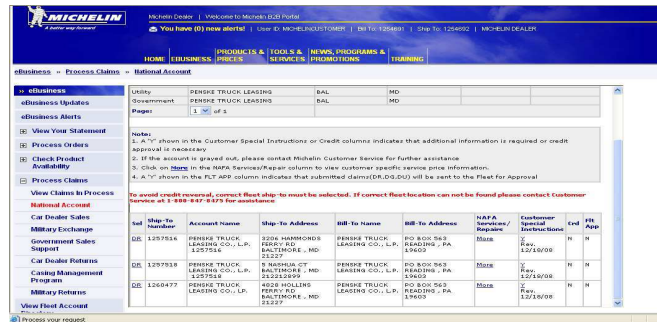 MICHELIN
A better way forward
Michelin Dealer | Welcome to Michelin B2B Portal
You have (0) new alerts! | User ID: MICHELINCUSTOMER | Bill To: 1254691 | Ship To: 1254692 | MICHELIN DEALER
HOME EBUSINESS PRODUCTS & PRICES TOOLS & SERVICES NEWS, PROGRAMS & PROMOTIONS TRAINING
eBusiness » Process Claims » National Account
» eBusiness
eBusiness Updates
eBusiness Alerts
View Your Statement
Process Orders
Check Product Availability
Process Claims
View Claims In Process
National Account
Car Dealer Sales
Military Exchange
Government Sales Support
Car Dealer Returns
Casing Management Program
Military Returns
View Fleet Account
Utility PENSKE TRUCK LEASING BAL MD
Government PENSKE TRUCK LEASING BAL MD
Page: 1 of 1
Note:
1. A 'Y' shown in the Customer Special Instructions or Credit columns indicates that additional information is required or credit
approval is necessary
2. If the account is grayed out, please contact Michelin Customer Service for further assistance
3. Click on More in the NAFA Services/Repair column to view customer specific service price information.
4. A 'Y' shown in the FLT APP column indicates that submitted claims(DR,DG,DU) will be sent to the Fleet for Approval
To avoid credit reversal, correct fleet ship-to must be selected. If correct fleet location can not be found please contact Customer
Service at 1-888-847-8475 for assistance
Sel Ship-To Number Account Name Ship-To Address Bill-To Name Bill-To Address NAFA Services/ Repairs Customer Special Instructions Crd Flt App
DR 1257516 PENSKE TRUCK LEASING CO., L.P. 1257516 3206 HAMMONDS FERRY RD BALTIMORE , MD 21227 PENSKE TRUCK LEASING CO., L.P. PO BOX 563 READING , PA 19603 More Y Rev. 12/18/08 N N
DR 1257518 PENSKE TRUCK LEASING CO., L.P. 1257518 5 NASHUA CT BALTIMORE , MD 212212899 PENSKE TRUCK LEASING CO., L.P. PO BOX 563 READING , PA 19603 More Y Rev. 12/18/08 N N
DR 1260477 PENSKE TRUCK LEASING CO., L.P. 4028 HOLLINS FERRY RD BALTIMORE , MD 21227 PENSKE TRUCK LEASING CO., L.P. PO BOX 563 READING , PA 19603 More Y Rev. 12/18/08 N N
Process your request